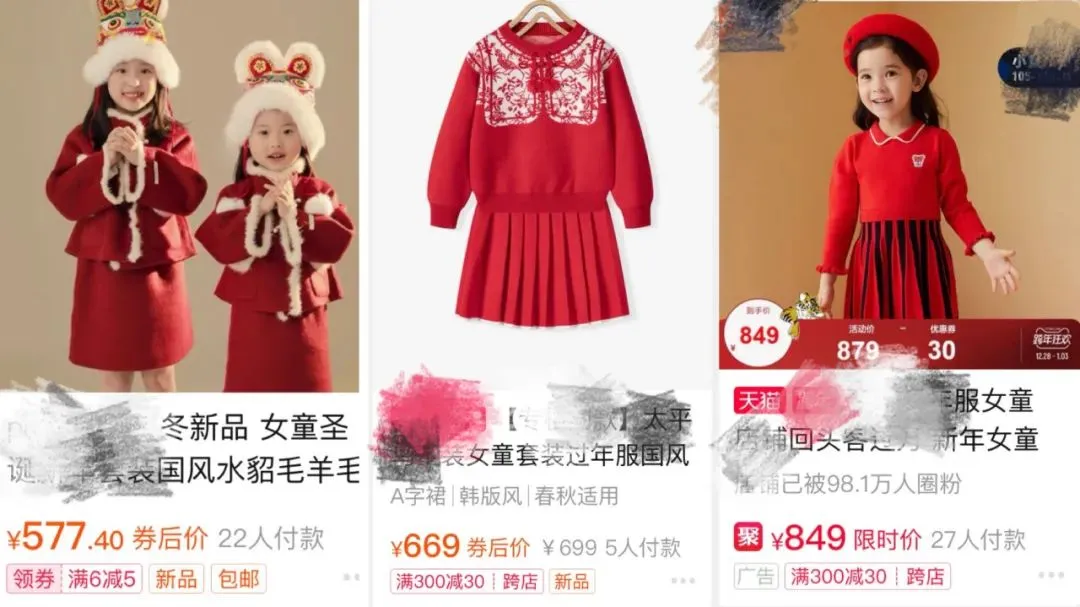 冬新品 女童圣
国风水貂毛羊毛
¥577.40 券后价 22人付款
领券 满6减5 新品 包邮
太平
装女童套装过年服国风
A字裙 | 韩版风 | 春秋适用
¥669 券后价 ¥699 5人付款
满300减30 跨店 新品
小
105
到手价
¥849
活动价 - 优惠券
879 30
跨年狂欢
12.28 - 1.03
天猫 年服女童
店铺回头客过万 新年女童
店铺已被98.1万人圈粉
聚 ¥849 限时价 27人付款
广告 满300减30 跨店